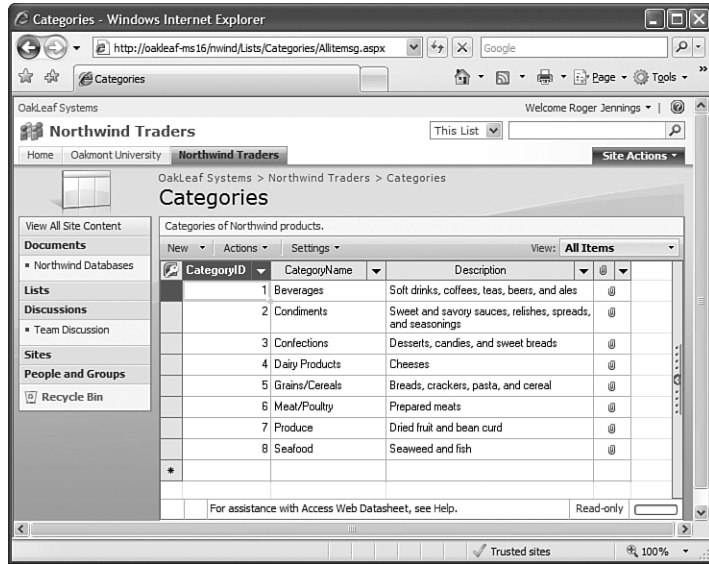 Categories - Windows Internet Explorer
http://oakleaf-ms16/nwind/Lists/Categories/Allitemsg.aspx
Google
Categories
Page
Tools
»
OakLeaf Systems
Welcome Roger Jennings
Northwind Traders
This List
Home
Oakmont University
Northwind Traders
Site Actions
OakLeaf Systems > Northwind Traders > Categories
Categories
View All Site Content
Documents
Northwind Databases
Lists
Discussions
Team Discussion
Sites
People and Groups
Recycle Bin
Categories of Northwind products.
New
Actions
Settings
View: All Items
CategoryID CategoryName Description
1 Beverages Soft drinks, coffees, teas, beers, and ales
2 Condiments Sweet and savory sauces, relishes, spreads,
and seasonings
3 Confections Desserts, candies, and sweet breads
4 Dairy Products Cheeses
5 Grains/Cereals Breads, crackers, pasta, and cereal
6 Meat/Poultry Prepared meats
7 Produce Dried fruit and bean curd
8 Seafood Seaweed and fish
*
For assistance with Access Web Datasheet, see Help.
Read-only
Trusted sites
100%